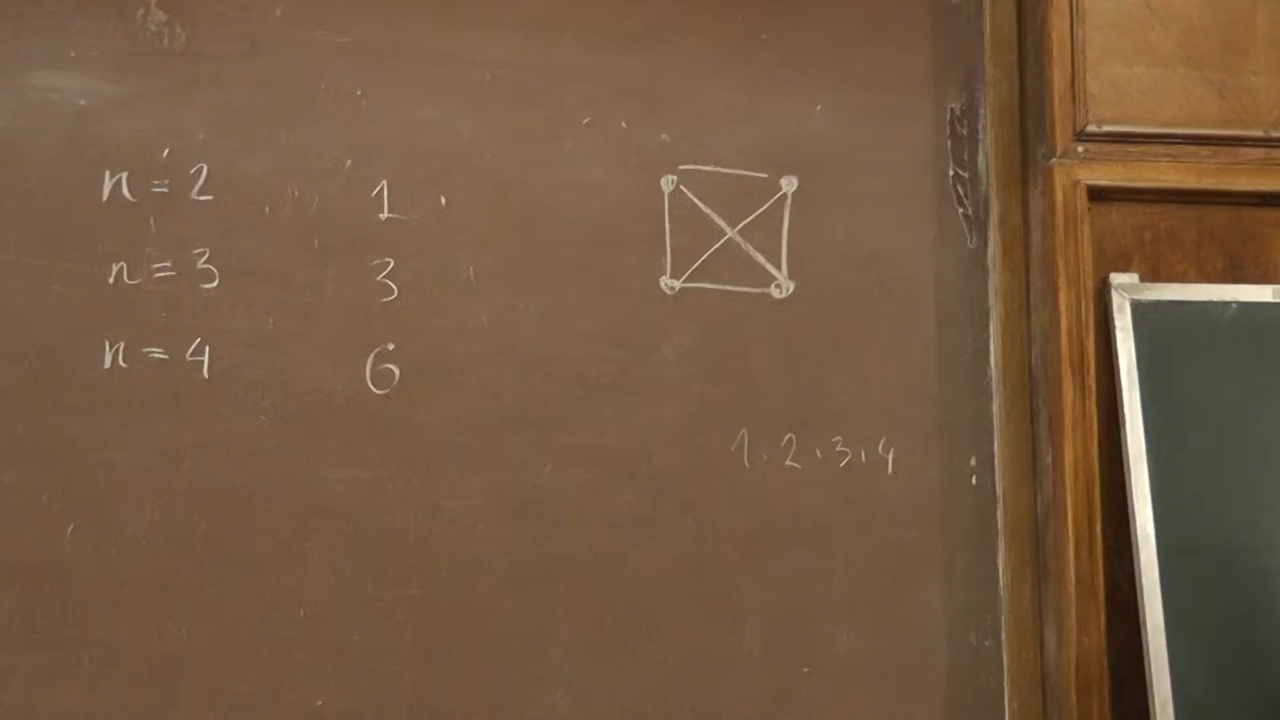 n = 2 1
n = 3 3
n = 4 6
1.2.3.4